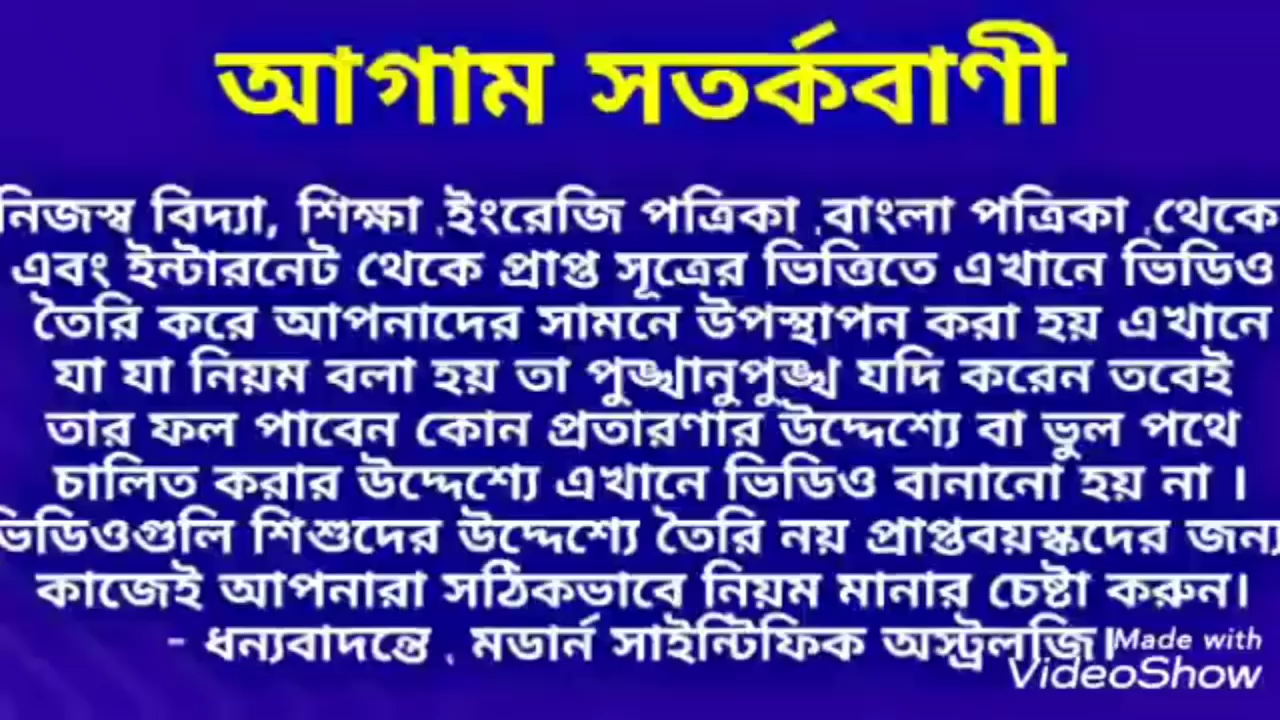 আগাম সতর্কবাণী
নিজস্ব বিদ্যা, শিক্ষা ,ইংরেজি পত্রিকা ,বাংলা পত্রিকা ,থেকে
এবং ইন্টারনেট থেকে প্রাপ্ত সূত্রের ভিত্তিতে এখানে ভিডিও
তৈরি করে আপনাদের সামনে উপস্থাপন করা হয় এখানে
যা যা নিয়ম বলা হয় তা পুঙ্খানুপুঙ্খ যদি করেন তবেই
তার ফল পাবেন কোন প্রতারণার উদ্দেশ্যে বা ভুল পথে
চালিত করার উদ্দেশ্যে এখানে ভিডিও বানানো হয় না ।
ভিডিওগুলি শিশুদের উদ্দেশ্যে তৈরি নয় প্রাপ্তবয়স্কদের জন্য
কাজেই আপনারা সঠিকভাবে নিয়ম মানার চেষ্টা করুন।
- ধন্যবাদন্তে , মডার্ন সাইন্টিফিক অস্ট্রলজি।
Made with
VideoShow